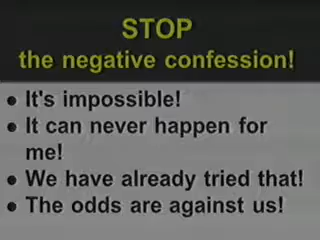 STOP
the negative confession!
• It's impossible!
• It can never happen for
me!
• We have already tried that!
• The odds are against us!